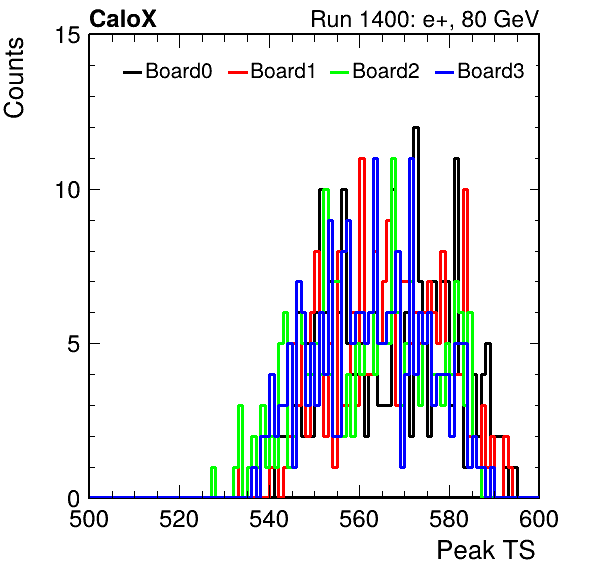 CaloX Run 1400: e+, 80 GeV
Counts
15
Board0 Board1 Board2 Board3
10
5
0
500 520 540 560 580 600
Peak TS